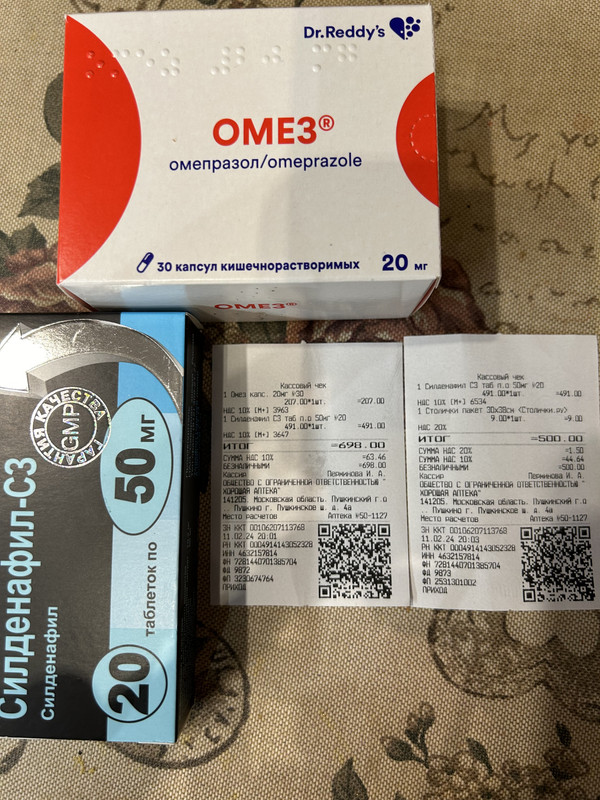 Dr.Reddy's
ОМЕЗ®
омепразол/omeprazole
30 капсул кишечнорастворимых 20 мг
ОМЕЗ®
My yo
Силденафил-СЗ
Силденафил
50 мг
20 таблеток по
ГАРАНТИЯ КАЧЕСТВА
GMP
Кассовый чек
1 Омез капс. 20мг №30
207.00*1шт. =207.00
НДС 10% [М+] 3963
1 Силденафил СЗ таб п.о 50мг №20
491.00*1шт. =491.00
НДС 10% [М+] 3647
ИТОГ =698.00
СУММА НДС 10% =63.46
БЕЗНАЛИЧНЫМИ =698.00
Кассир Перминова И. А.
ОБЩЕСТВО С ОГРАНИЧЕННОЙ ОТВЕТСТВЕННОСТЬЮ "
ХОРОШАЯ АПТЕКА"
141205. Московская область. Пушкинский г.о
.. Пушкино г. Пушкинское ш. д. 4а
Место расчетов Аптека №50-1127
ЗН ККТ 00106207113768
11.02.24 20:01
РН ККТ 0004914143052328
ИНН 4632157814
ФН 7281440701385704
ФД 9872
ФП 3230674764
ПРИХОД
Кассовый чек
1 Силденафил СЗ таб п.о 50мг №20
491.00*1шт. =491.00
НДС 10% [М+] 6534
1 Столички пакет 30х38см <Столички.ру>
9.00*1шт. =9.00
НДС 20%
ИТОГ =500.00
СУММА НДС 20% =1.50
СУММА НДС 10% =44.64
БЕЗНАЛИЧНЫМИ =500.00
Кассир Перминова И. А.
ОБЩЕСТВО С ОГРАНИЧЕННОЙ ОТВЕТСТВЕННОСТЬЮ "
ХОРОШАЯ АПТЕКА"
141205. Московская область. Пушкинский г.о
.. Пушкино г. Пушкинское ш. д. 4а
Место расчетов Аптека №50-1127
ЗН ККТ 00106207113768
11.02.24 20:03
РН ККТ 0004914143052328
ИНН 4632157814
ФН 7281440701385704
ФД 9873
ФП 2531301002
ПРИХОД